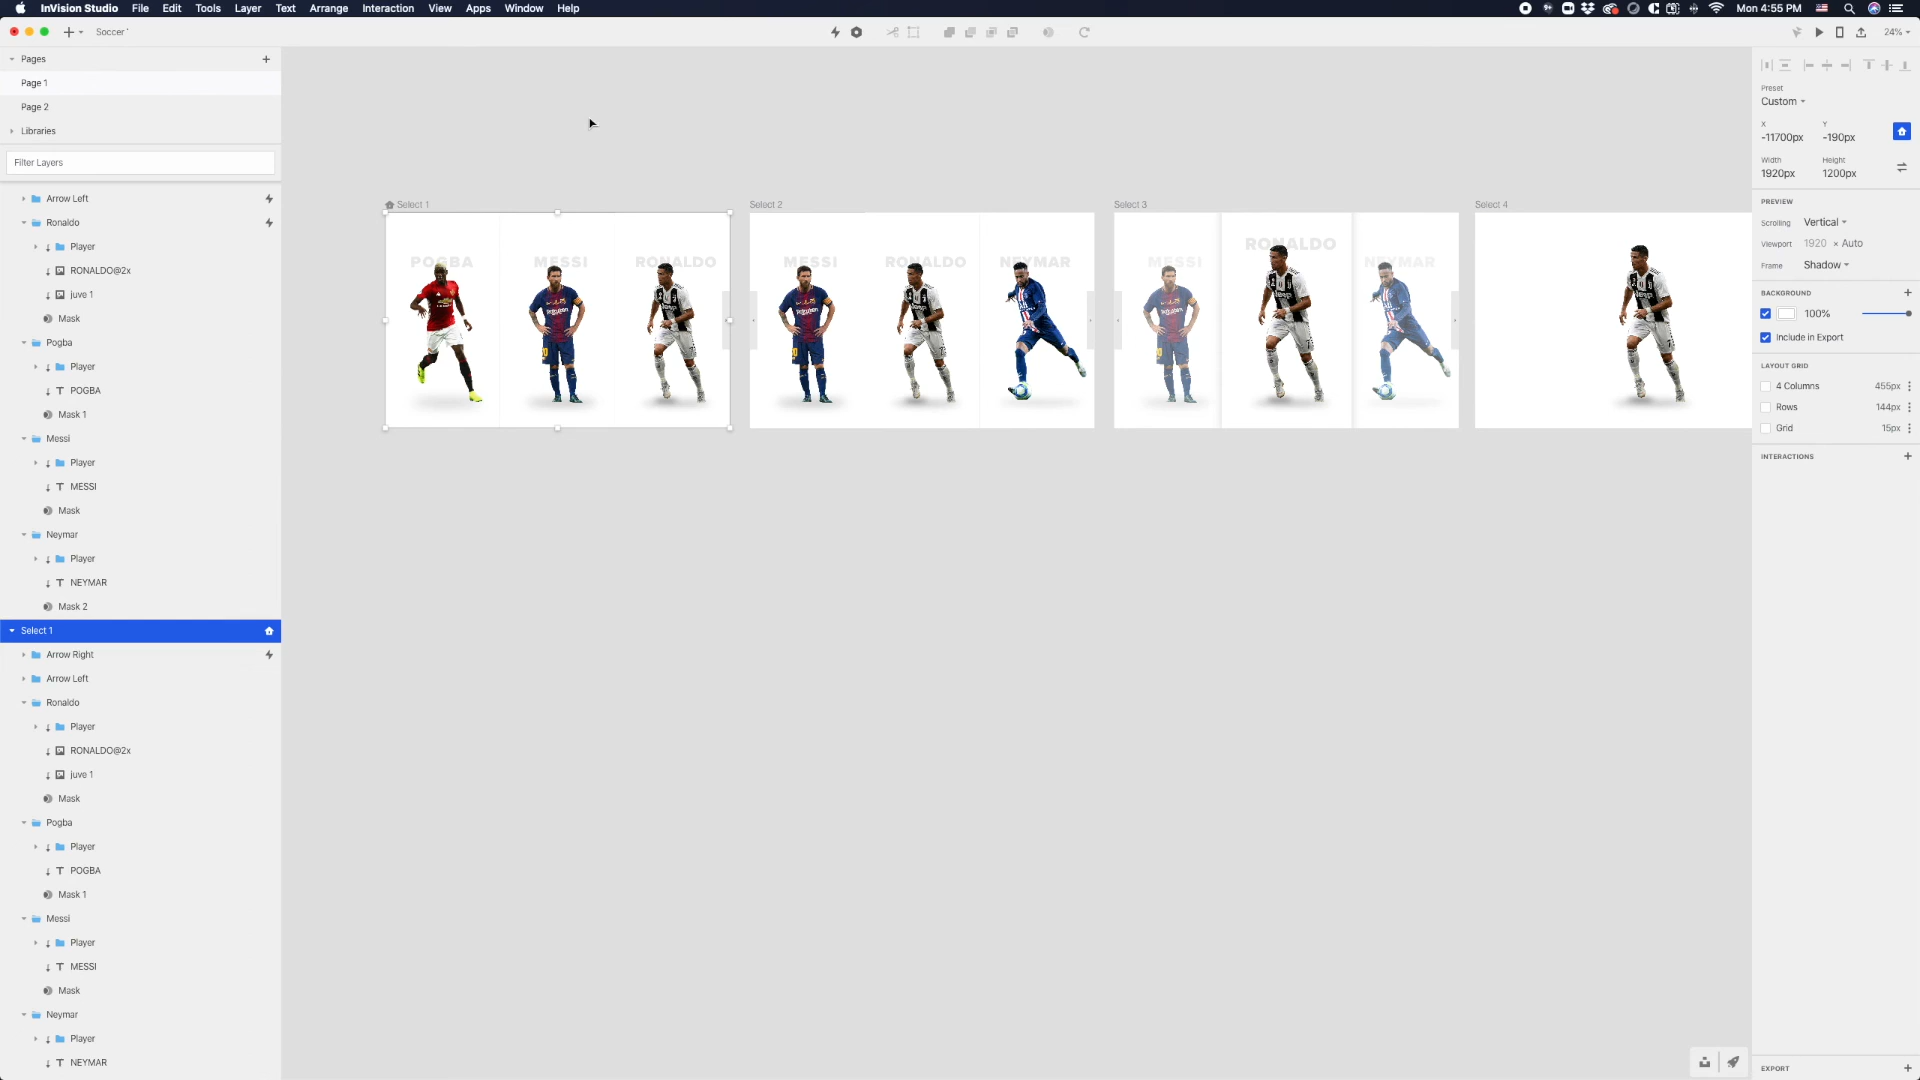 InVision Studio File Edit Tools Layer Text Arrange Interaction View Apps Window Help
Mon 4:55 PM
Soccer
24%
Pages
Page 1
Page 2
Libraries
Filter Layers
Arrow Left
Ronaldo
Player
RONALDO@2x
juve 1
Mask
Pogba
Player
T POGBA
Mask 1
Messi
Player
T MESSI
Mask
Neymar
Player
T NEYMAR
Mask 2
Select 1
Arrow Right
Arrow Left
Ronaldo
Player
RONALDO@2x
juve 1
Mask
Pogba
Player
T POGBA
Mask 1
Messi
Player
T MESSI
Mask
Neymar
Player
T NEYMAR
Select 1
POGBA
MESSI
RONALDO
Select 2
MESSI
RONALDO
NEYMAR
Select 3
MESSI
RONALDO
NEYMAR
Select 4
Preset
Custom
X Y
-11700px -190px
Width Height
1920px 1200px
PREVIEW
Scrolling Vertical
Viewport 1920 × Auto
Frame Shadow
BACKGROUND
100%
Include in Export
LAYOUT GRID
4 Columns 455px
Rows 144px
Grid 15px
INTERACTIONS
EXPORT